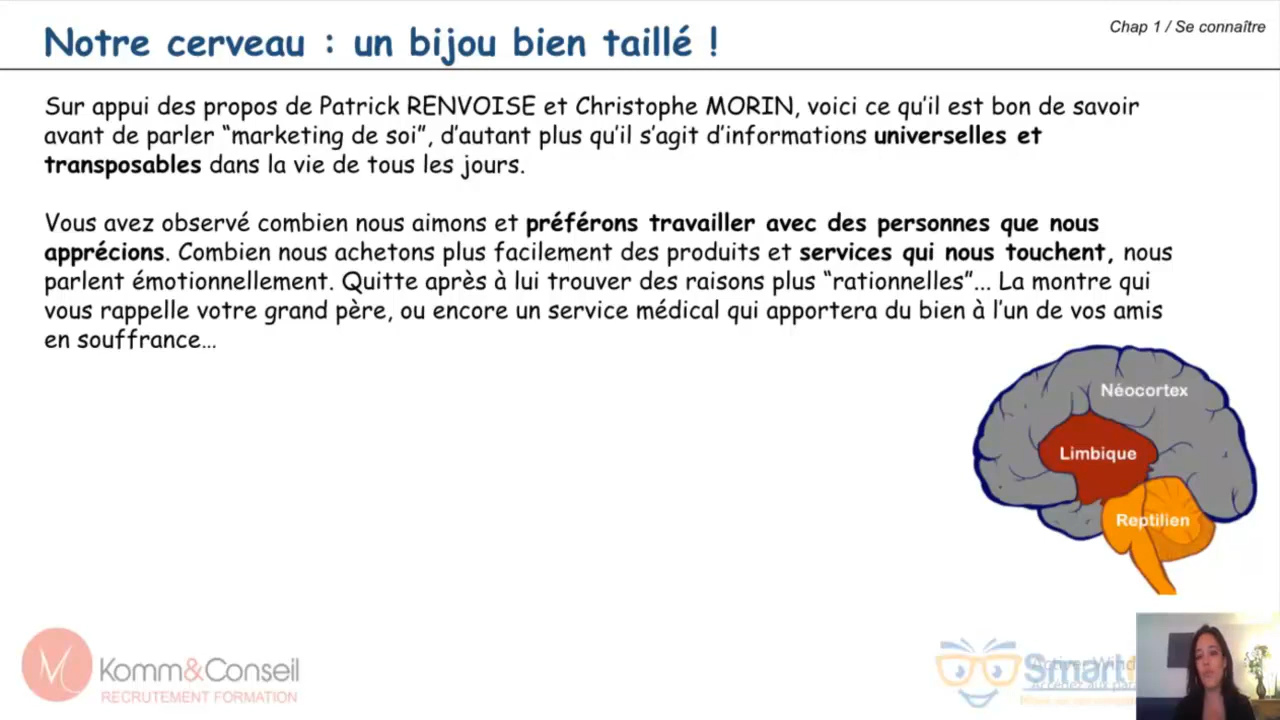 Chap 1 / Se connaître
Notre cerveau : un bijou bien taillé !
Sur appui des propos de Patrick RENVOISE et Christophe MORIN, voici ce qu'il est bon de savoir
avant de parler “marketing de soi”, d'autant plus qu'il s'agit d'informations universelles et
transposables dans la vie de tous les jours.
Vous avez observé combien nous aimons et préférons travailler avec des personnes que nous
apprécions. Combien nous achetons plus facilement des produits et services qui nous touchent, nous
parlent émotionnellement. Quitte après à lui trouver des raisons plus “rationnelles”... La montre qui
vous rappelle votre grand père, ou encore un service médical qui apportera du bien à l'un de vos amis
en souffrance…
Néocortex
Limbique
Reptilien
Komm&Conseil
RECRUTEMENT FORMATION
Smart